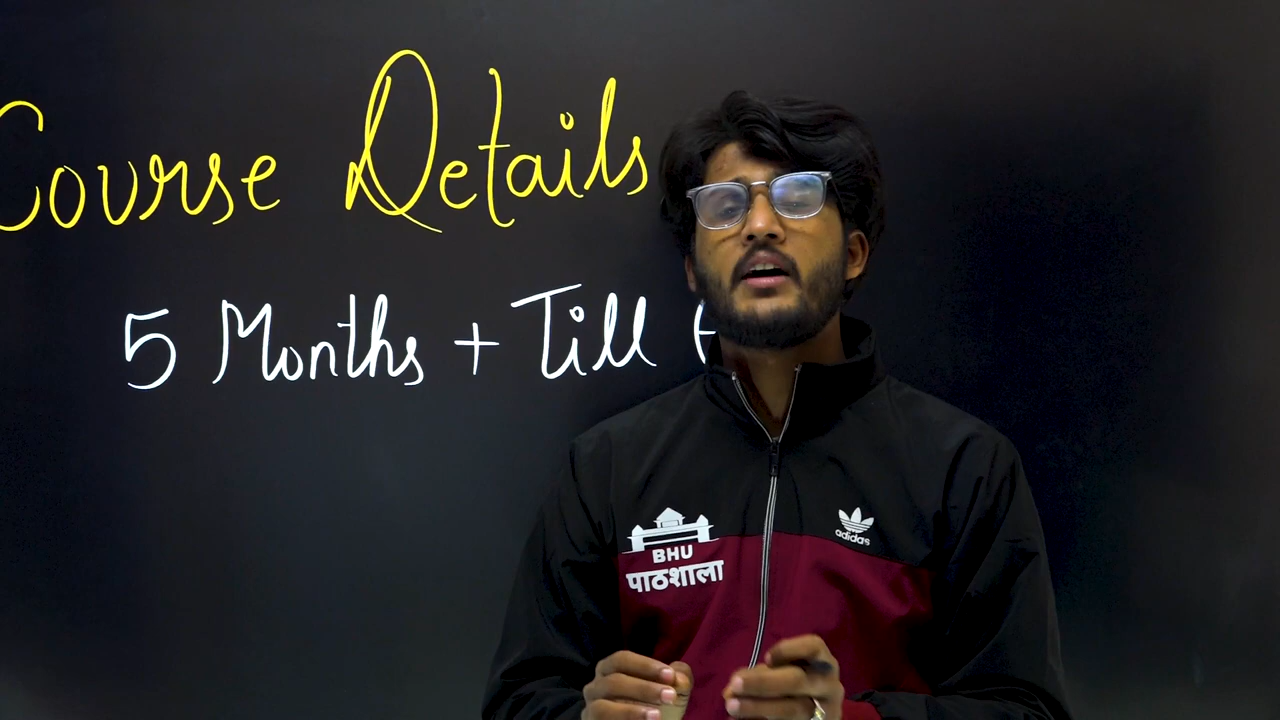 Course Details
5 Months + Till
BHU
पाठशाला
adidas